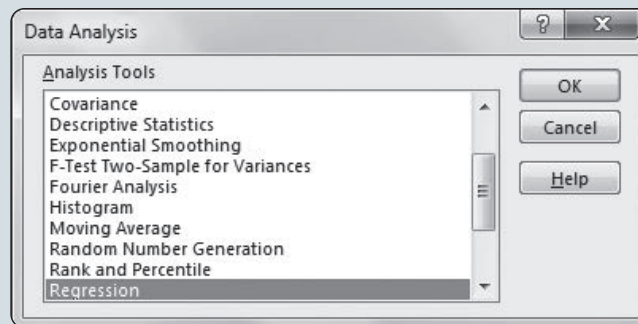 Data Analysis
?
X
Analysis Tools
Covariance
Descriptive Statistics
Exponential Smoothing
F-Test Two-Sample for Variances
Fourier Analysis
Histogram
Moving Average
Random Number Generation
Rank and Percentile
Regression
OK
Cancel
Help